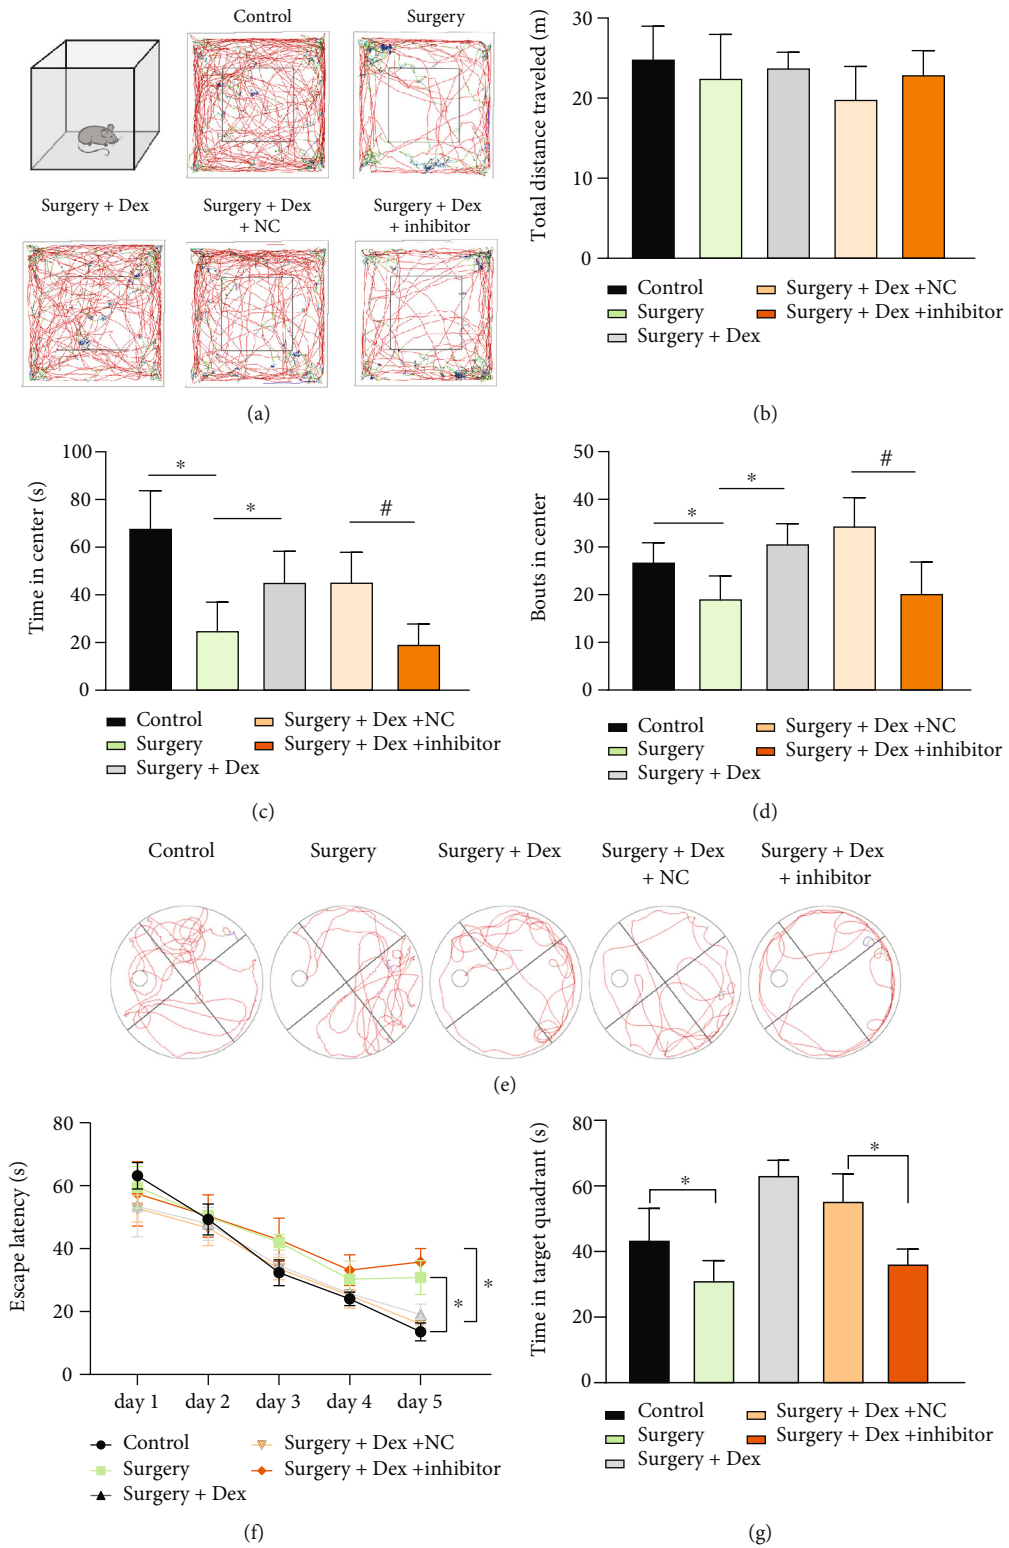 Control
Surgery
Surgery + Dex
Surgery + Dex
+ NC
Surgery + Dex
+ inhibitor
(a)
Total distance traveled (m)
30
20
10
0
Control
Surgery
Surgery + Dex
Surgery + Dex +NC
Surgery + Dex +inhibitor
(b)
Time in center (s)
100
80
60
40
20
0
*
*
#
Control
Surgery
Surgery + Dex
Surgery + Dex +NC
Surgery + Dex +inhibitor
(c)
Bouts in center
50
40
30
20
10
0
*
*
#
Control
Surgery
Surgery + Dex
Surgery + Dex +NC
Surgery + Dex +inhibitor
(d)
Control
Surgery
Surgery + Dex
Surgery + Dex
+ NC
Surgery + Dex
+ inhibitor
(e)
Escape latency (s)
80
60
40
20
0
*
*
day 1
day 2
day 3
day 4
day 5
Control
Surgery
Surgery + Dex
Surgery + Dex +NC
Surgery + Dex +inhibitor
(f)
Time in target quadrant (s)
80
60
40
20
0
*
*
Control
Surgery
Surgery + Dex
Surgery + Dex +NC
Surgery + Dex +inhibitor
(g)